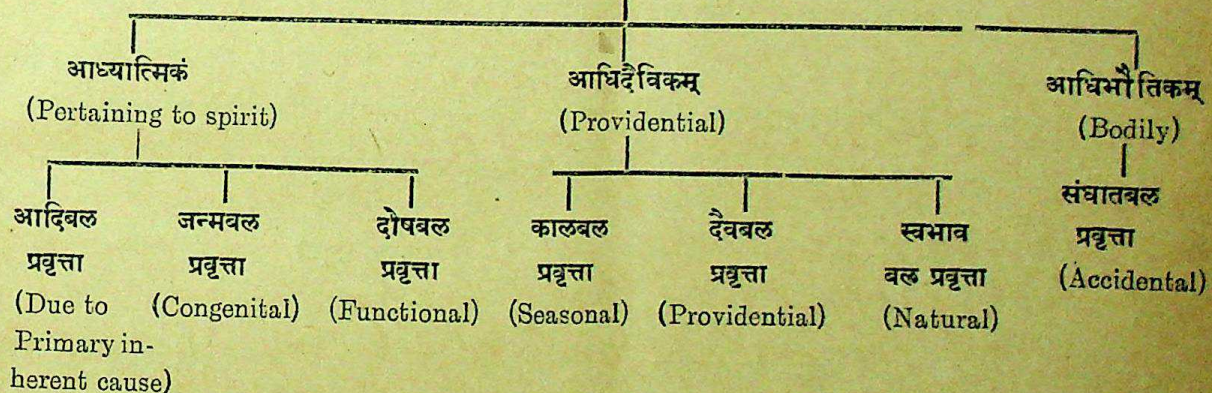 आध्यात्मिकं
(Pertaining to spirit)
आधिदैविकम्
(Providential)
आधिभौतिकम्
(Bodily)
आदिबल
प्रवृत्ता
(Due to
Primary in-
herent cause)
जन्मबल
प्रवृत्ता
(Congenital)
दोषबल
प्रवृत्ता
(Functional)
कालबल
प्रवृत्ता
(Seasonal)
दैवबल
प्रवृत्ता
(Providential)
स्वभाव
बल प्रवृत्ता
(Natural)
संघातबल
प्रवृत्ता
(Accidental)